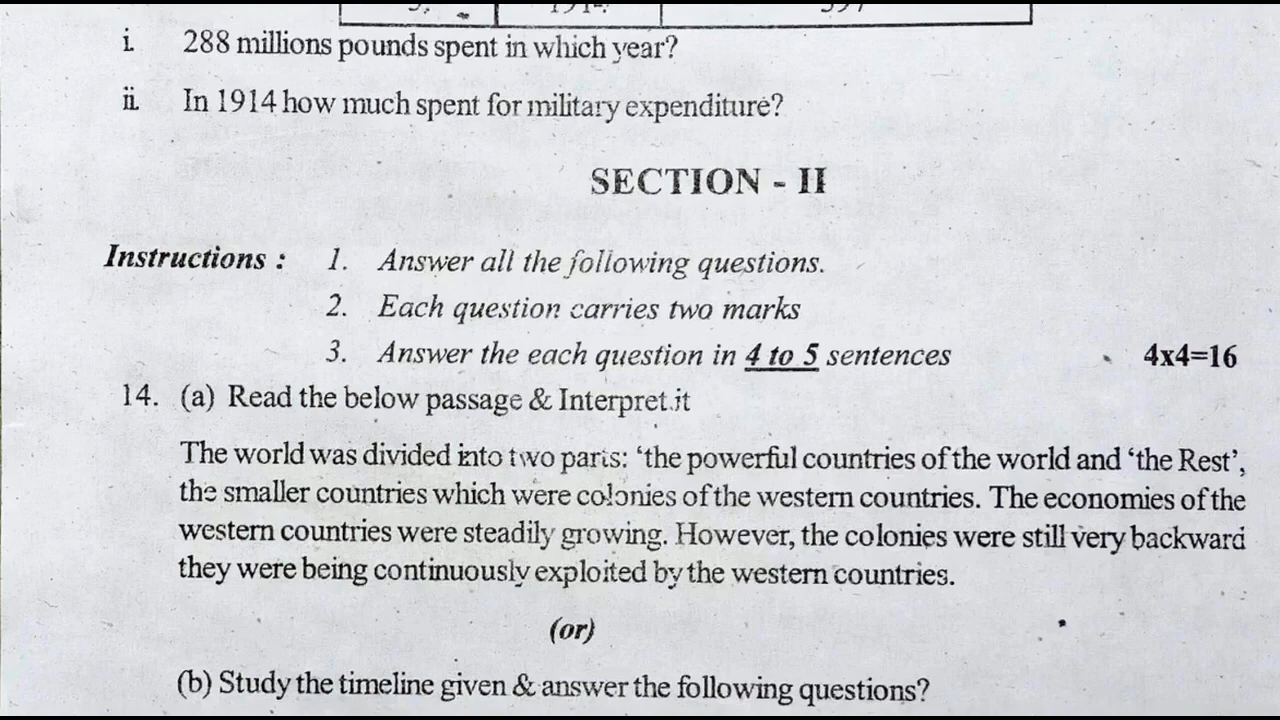 i. 288 millions pounds spent in which year?
ii. In 1914 how much spent for military expenditure?
SECTION - II
Instructions : 1. Answer all the following questions.
2. Each question carries two marks
3. Answer the each question in 4 to 5 sentences 4x4=16
14. (a) Read the below passage & Interpret it
The world was divided into two parts: ‘the powerful countries of the world and ‘the Rest’,
the smaller countries which were colonies of the western countries. The economies of the
western countries were steadily growing. However, the colonies were still very backward
they were being continuously exploited by the western countries.
(or)
(b) Study the timeline given & answer the following questions?